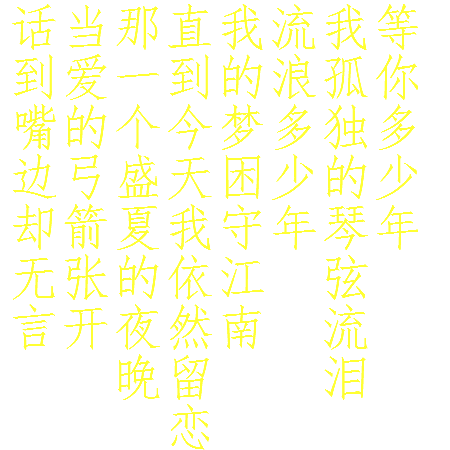 等你多少年
我孤独的琴弦流泪
流浪多少年
我的梦困守江南
直到今天我依然留恋
那一个盛夏的夜晚
当爱的弓箭张开
话到嘴边却无言